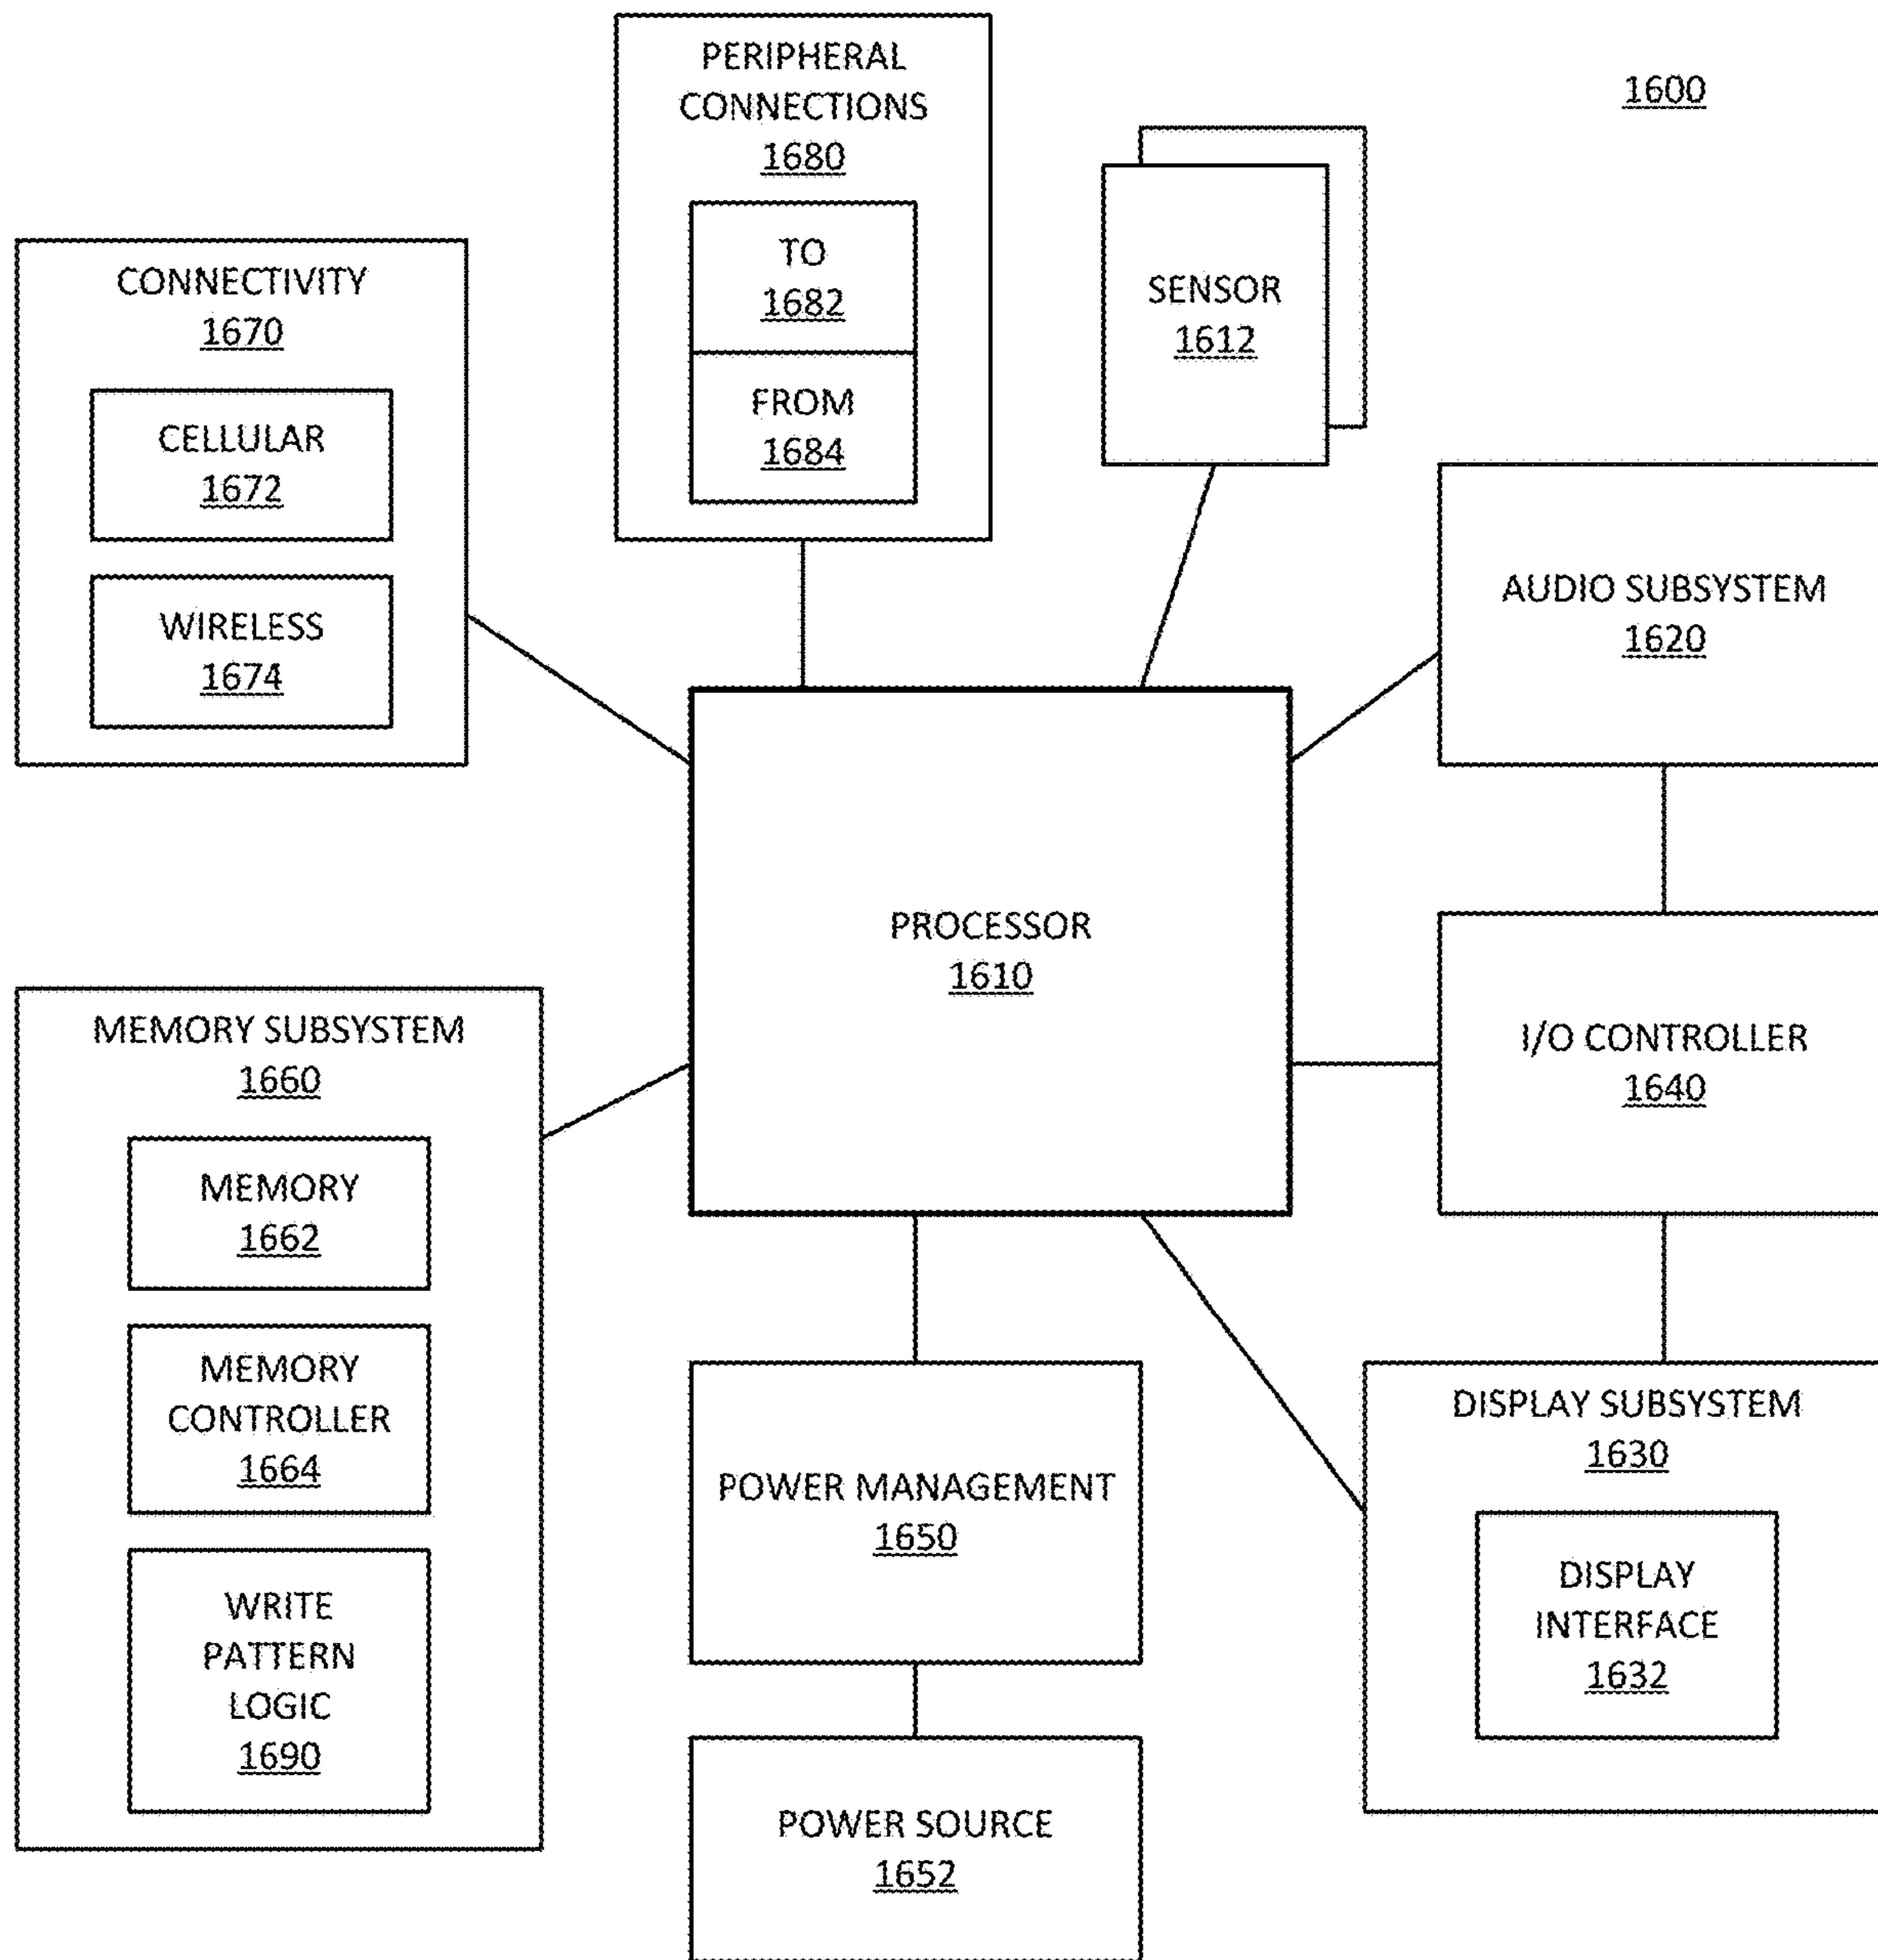 PERIPHERAL
CONNECTIONS
1680
TO
1682
FROM
1684
1600
SENSOR
1612
CONNECTIVITY
1670
CELLULAR
1672
WIRELESS
1674
AUDIO SUBSYSTEM
1620
PROCESSOR
1610
I/O CONTROLLER
1640
MEMORY SUBSYSTEM
1660
MEMORY
1662
MEMORY
CONTROLLER
1664
WRITE
PATTERN
LOGIC
1690
POWER MANAGEMENT
1650
POWER SOURCE
1652
DISPLAY SUBSYSTEM
1630
DISPLAY
INTERFACE
1632